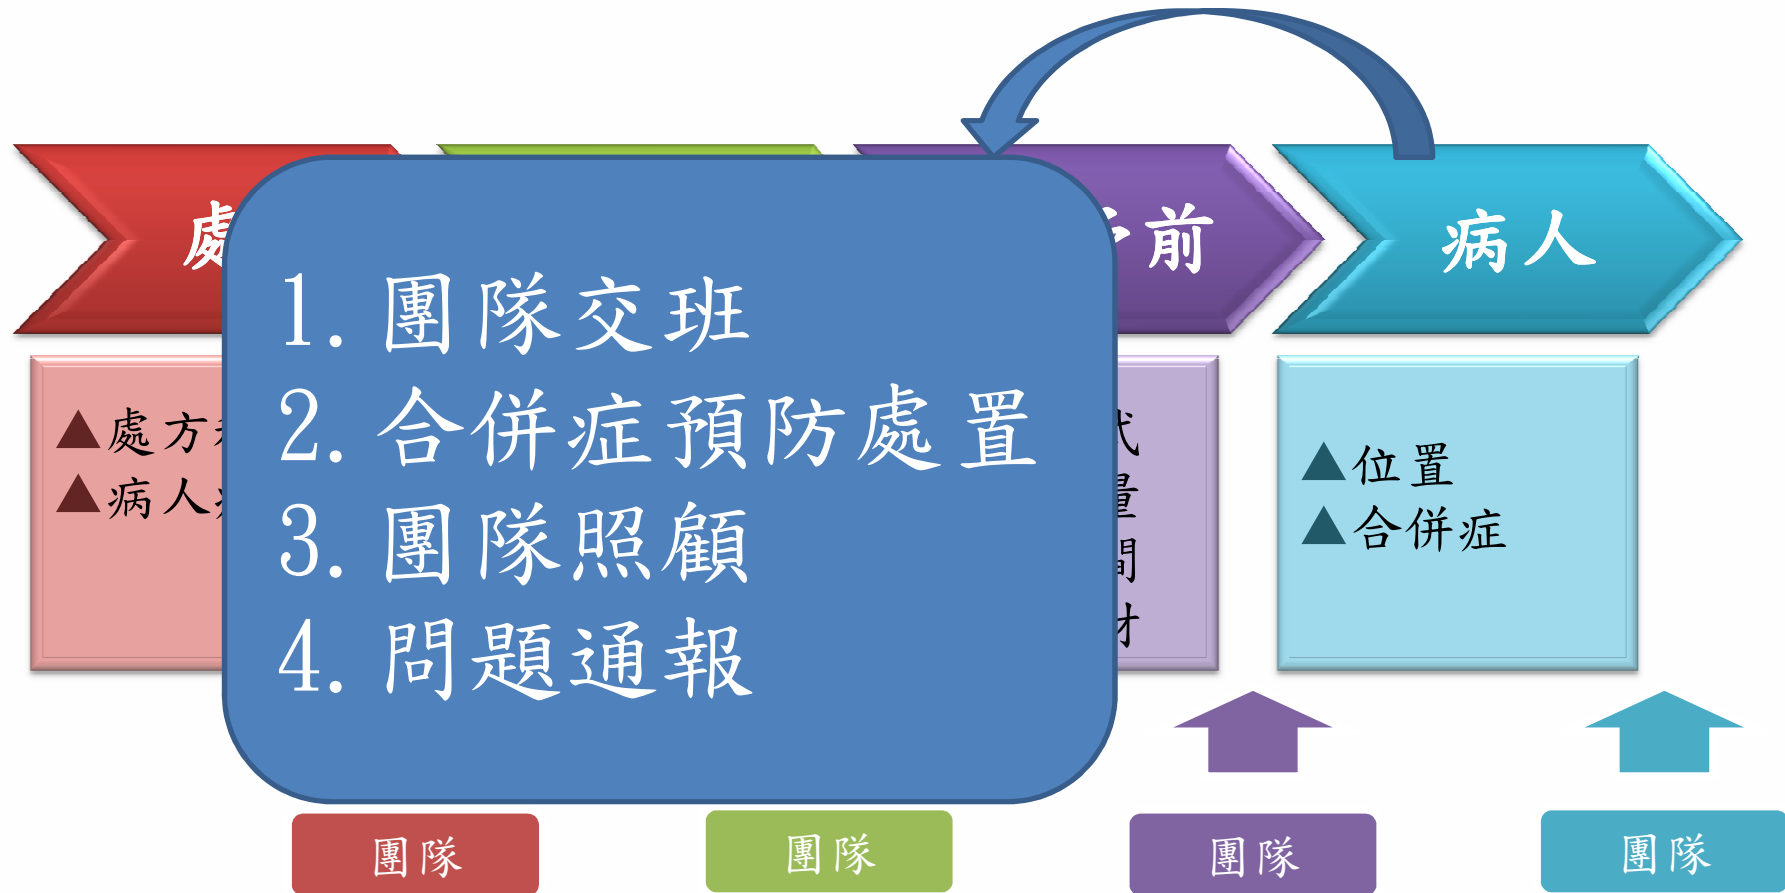 前
病人
1. 團隊交班
2. 合併症預防處置
3. 團隊照顧
4. 問題通報
▲處方
▲病人
▲位置
▲合併症
團隊
團隊
團隊
團隊